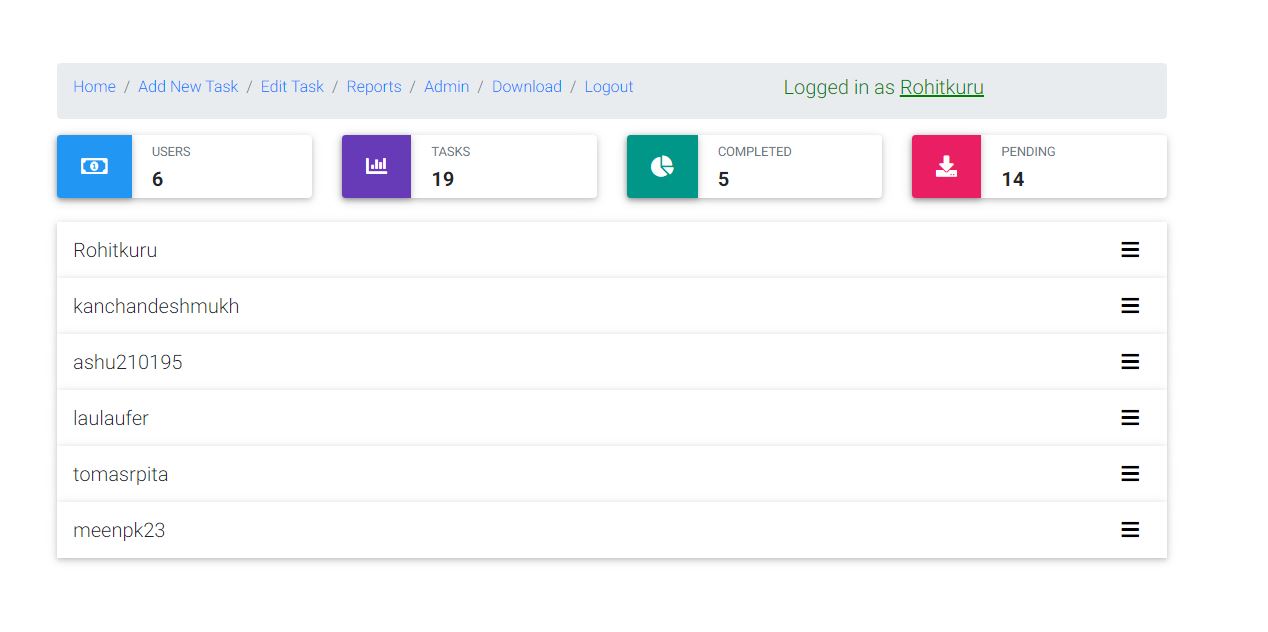 Home / Add New Task / Edit Task / Reports / Admin / Download / Logout Logged in as Rohitkuru
USERS
6
TASKS
19
COMPLETED
5
PENDING
14
Rohitkuru
kanchandeshmukh
ashu210195
laulaufer
tomasrpita
meenpk23